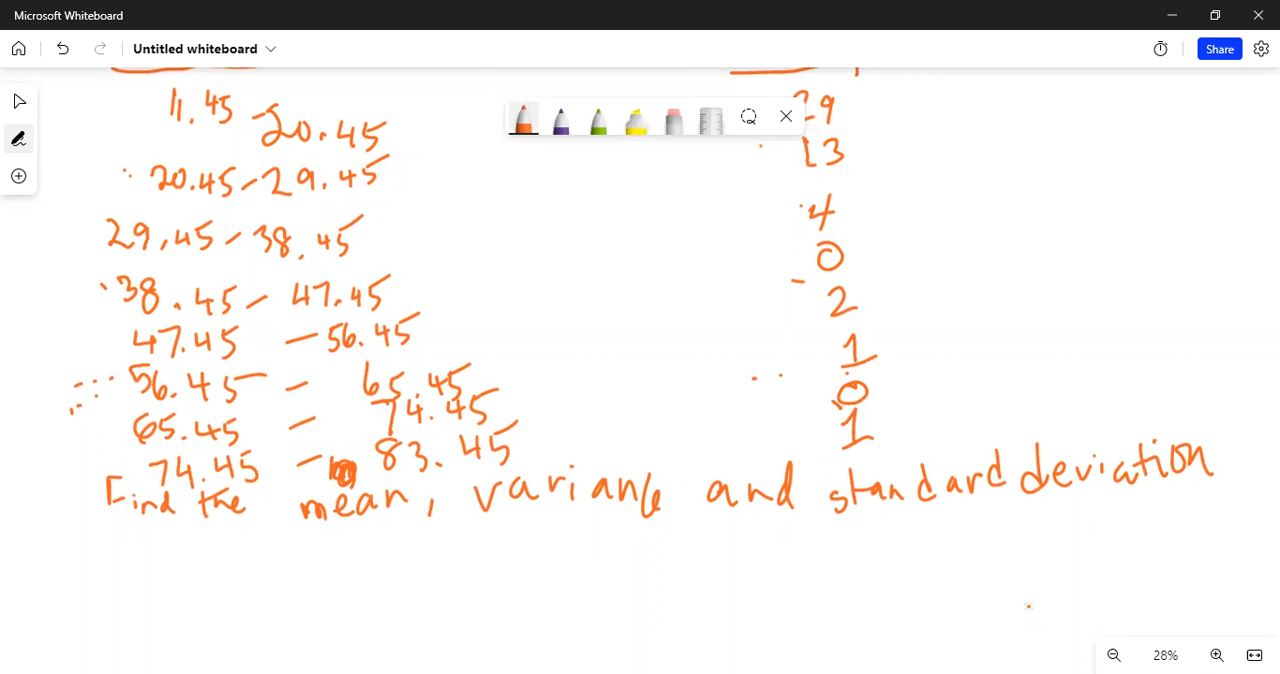 Microsoft Whiteboard
Untitled whiteboard
Share
11.45 - 20.45 29
20.45 - 29.45 13
29.45 - 38.45 4
38.45 - 47.45 0
47.45 - 56.45 2
56.45 - 65.45 1
65.45 - 74.45 0
74.45 - 83.45 1
Find the mean, variance and standard deviation
28%